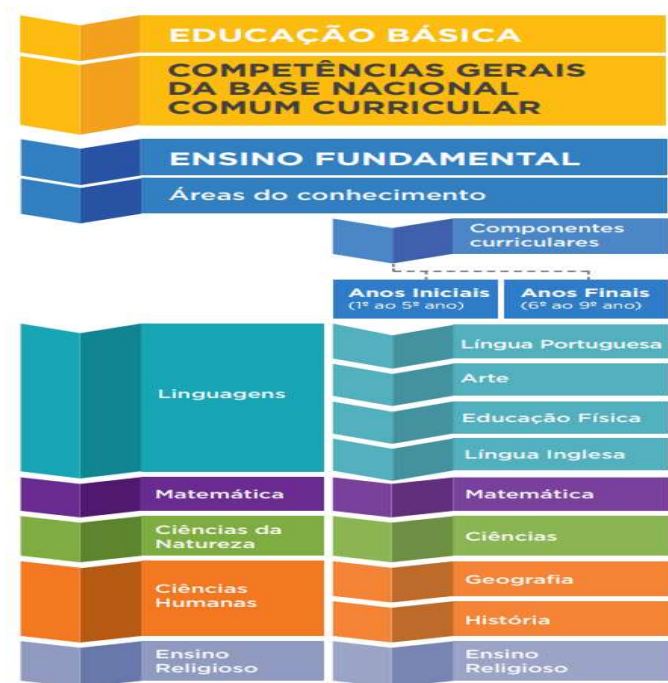 EDUCAÇÃO BÁSICA
COMPETÊNCIAS GERAIS
DA BASE NACIONAL
COMUM CURRICULAR
ENSINO FUNDAMENTAL
Áreas do conhecimento
Componentes
curriculares
Anos Iniciais
(1º ao 5º ano)
Anos Finais
(6º ao 9º ano)
Linguagens
Língua Portuguesa
Arte
Educação Física
Língua Inglesa
Matemática
Matemática
Ciências da
Natureza
Ciências
Ciências
Humanas
Geografia
História
Ensino
Religioso
Ensino
Religioso